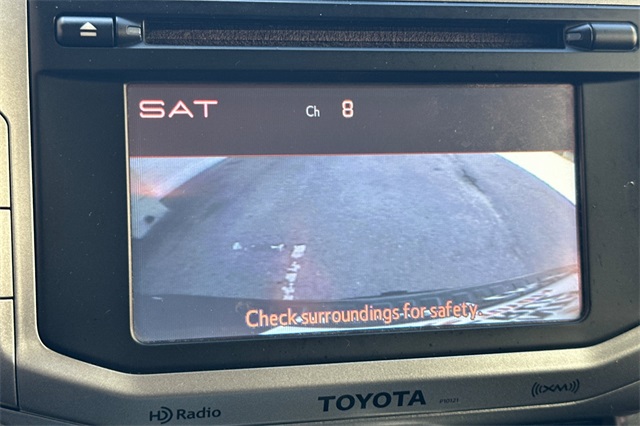 SAT Ch 8
Check surroundings for safety.
HD Radio TOYOTA ((XM))